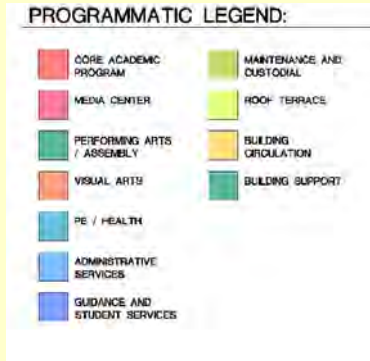 PROGRAMMATIC LEGEND:
CORE ACADEMIC
PROGRAM
MEDIA CENTER
PERFORMING ARTS
/ ASSEMBLY
VISUAL ARTS
PE / HEALTH
ADMINISTRATIVE
SERVICES
GUIDANCE AND
STUDENT SERVICES
MAINTENANCE AND
CUSTODIAL
ROOF TERRACE
BUILDING
CIRCULATION
BUILDING SUPPORT